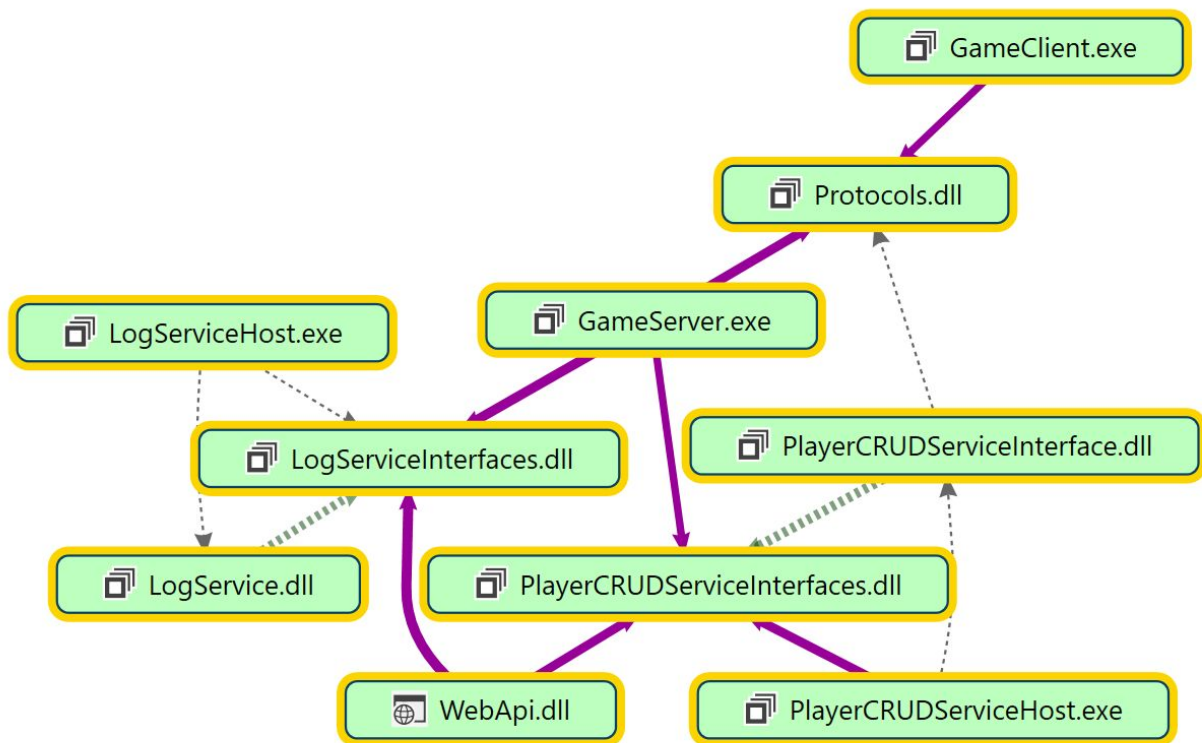 GameClient.exe
Protocols.dll
GameServer.exe
LogServiceHost.exe
PlayerCRUDServiceInterface.dll
LogServiceInterfaces.dll
LogService.dll
PlayerCRUDServiceInterfaces.dll
WebApi.dll
PlayerCRUDServiceHost.exe